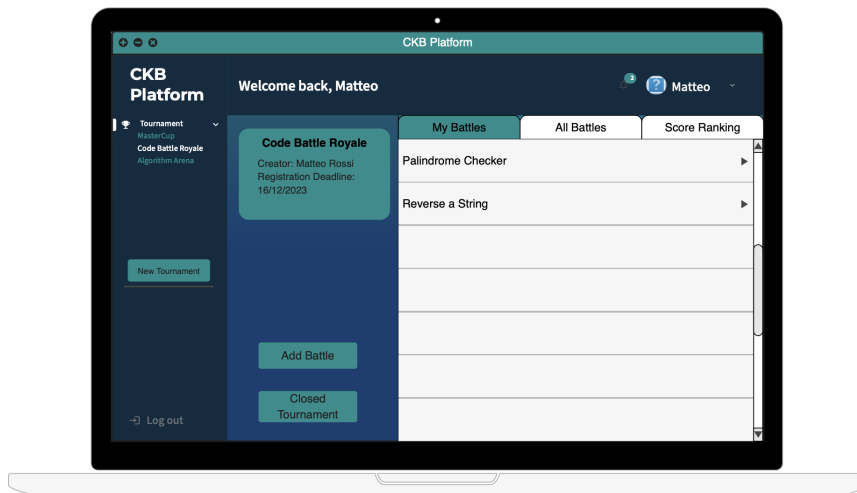 CKB Platform
CKB
Platform
Welcome back, Matteo
2
? Matteo
Tournament
MasterCup
Code Battle Royale
Algorithm Arena
New Tournament
Log out
Code Battle Royale
Creator: Matteo Rossi
Registration Deadline:
16/12/2023
Add Battle
Closed
Tournament
My Battles
All Battles
Score Ranking
Palindrome Checker
Reverse a String